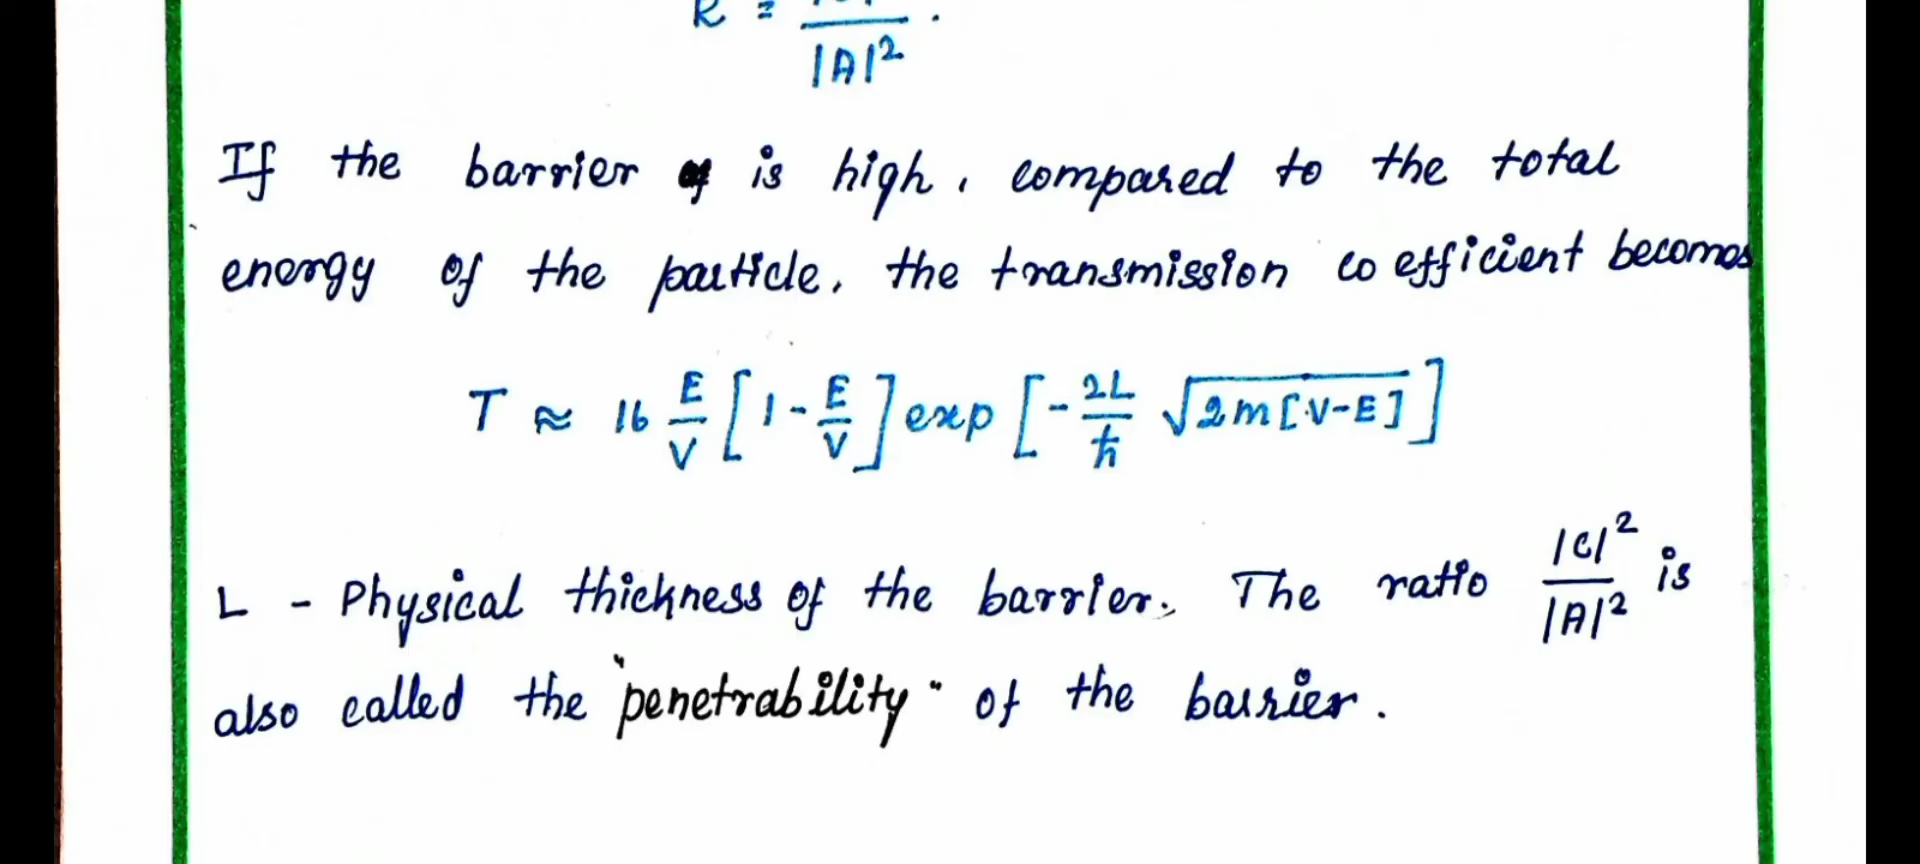 R = / |A|² .
If the barrier is high, compared to the total
energy of the particle, the transmission co efficient becomes
T ≈ 16 E/V [1 - E/V] exp [- 2L/ħ √2m[V-E]]
L - Physical thickness of the barrier. The ratio |C|²/|A|² is
also called the "penetrability" of the barrier.